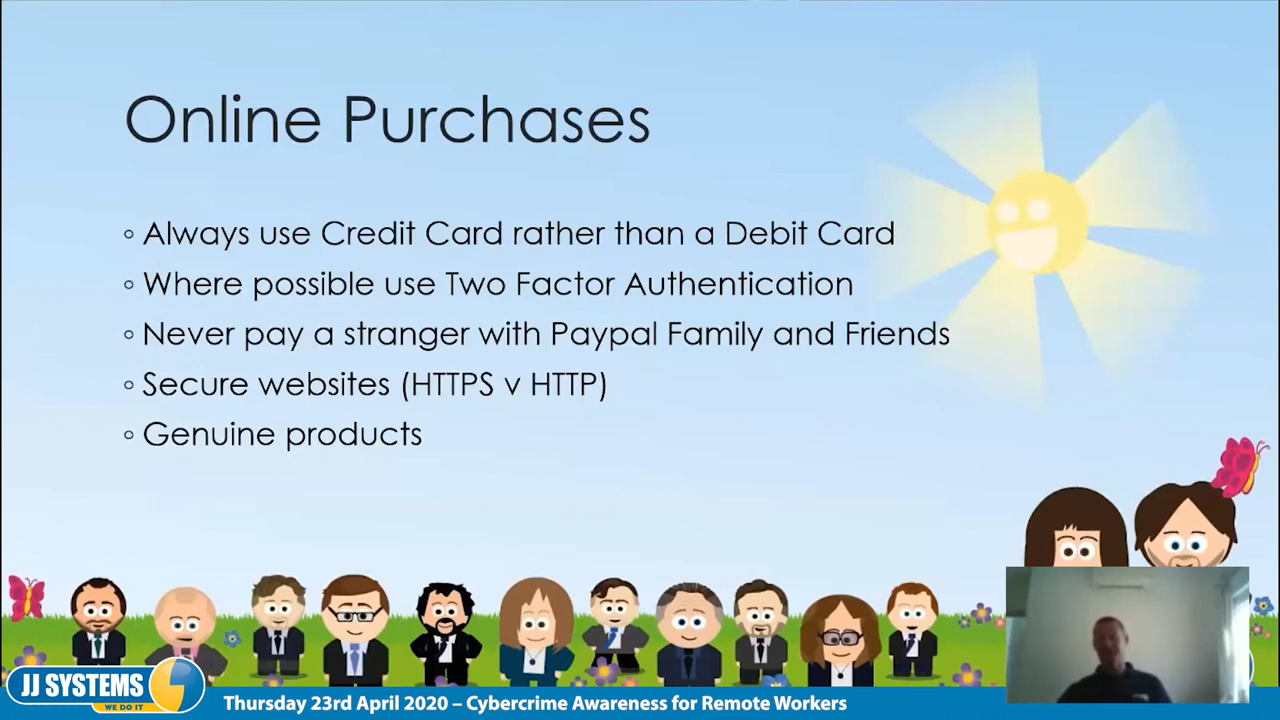 Online Purchases
Always use Credit Card rather than a Debit Card
Where possible use Two Factor Authentication
Never pay a stranger with Paypal Family and Friends
Secure websites (HTTPS v HTTP)
Genuine products
JJ SYSTEMS
WE DO IT
Thursday 23rd April 2020 – Cybercrime Awareness for Remote Workers